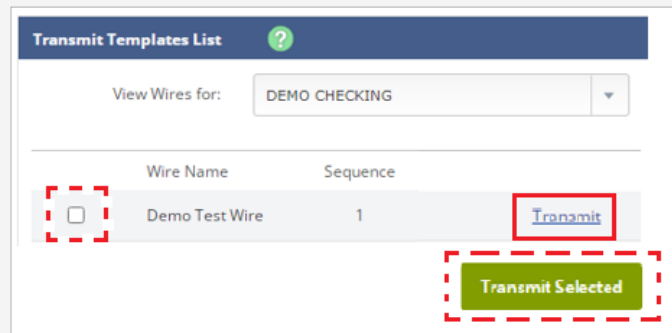 Transmit Templates List ?
View Wires for: DEMO CHECKING
Wire Name Sequence
Demo Test Wire 1 Transmit
Transmit Selected